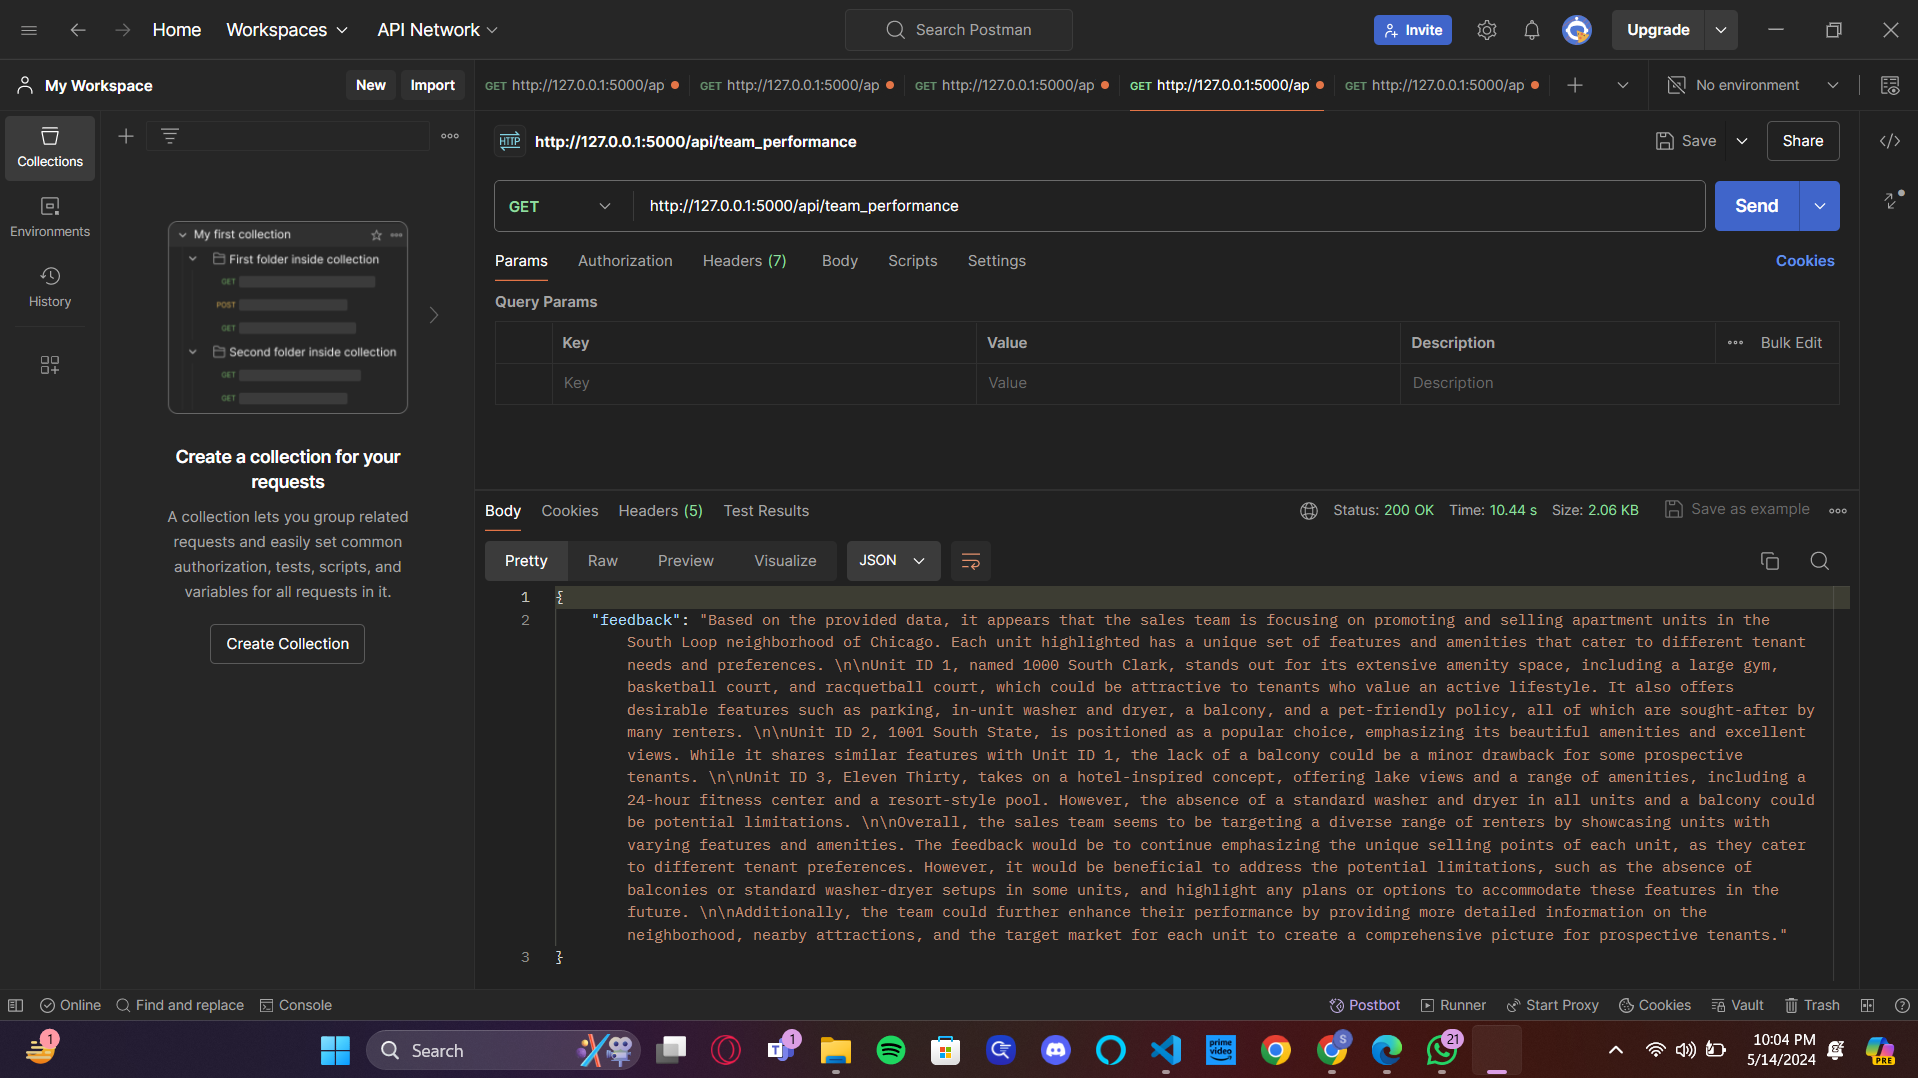 Home Workspaces API Network Search Postman Invite Upgrade
My Workspace New Import GET http://127.0.0.1:5000/ap GET http://127.0.0.1:5000/ap GET http://127.0.0.1:5000/ap GET http://127.0.0.1:5000/ap GET http://127.0.0.1:5000/ap No environment
Collections
Environments
History
My first collection
First folder inside collection
GET
POST
GET
Second folder inside collection
GET
GET
Create a collection for your
requests
A collection lets you group related
requests and easily set common
authorization, tests, scripts, and
variables for all requests in it.
Create Collection
HTTP http://127.0.0.1:5000/api/team_performance Save Share
GET http://127.0.0.1:5000/api/team_performance Send
Params Authorization Headers (7) Body Scripts Settings Cookies
Query Params
Key Value Description Bulk Edit
Key Value Description
Body Cookies Headers (5) Test Results Status: 200 OK Time: 10.44 s Size: 2.06 KB Save as example
Pretty Raw Preview Visualize JSON
1 {
2 "feedback": "Based on the provided data, it appears that the sales team is focusing on promoting and selling apartment units in the
South Loop neighborhood of Chicago. Each unit highlighted has a unique set of features and amenities that cater to different tenant
needs and preferences. \n\nUnit ID 1, named 1000 South Clark, stands out for its extensive amenity space, including a large gym,
basketball court, and racquetball court, which could be attractive to tenants who value an active lifestyle. It also offers
desirable features such as parking, in-unit washer and dryer, a balcony, and a pet-friendly policy, all of which are sought-after by
many renters. \n\nUnit ID 2, 1001 South State, is positioned as a popular choice, emphasizing its beautiful amenities and excellent
views. While it shares similar features with Unit ID 1, the lack of a balcony could be a minor drawback for some prospective
tenants. \n\nUnit ID 3, Eleven Thirty, takes on a hotel-inspired concept, offering lake views and a range of amenities, including a
24-hour fitness center and a resort-style pool. However, the absence of a standard washer and dryer in all units and a balcony could
be potential limitations. \n\nOverall, the sales team seems to be targeting a diverse range of renters by showcasing units with
varying features and amenities. The feedback would be to continue emphasizing the unique selling points of each unit, as they cater
to different tenant preferences. However, it would be beneficial to address the potential limitations, such as the absence of
balconies or standard washer-dryer setups in some units, and highlight any plans or options to accommodate these features in the
future. \n\nAdditionally, the team could further enhance their performance by providing more detailed information on the
neighborhood, nearby attractions, and the target market for each unit to create a comprehensive picture for prospective tenants."
3 }
Online Find and replace Console Postbot Runner Start Proxy Cookies Vault Trash
1 Search 1 prime video S 21 10:04 PM
5/14/2024 PRE